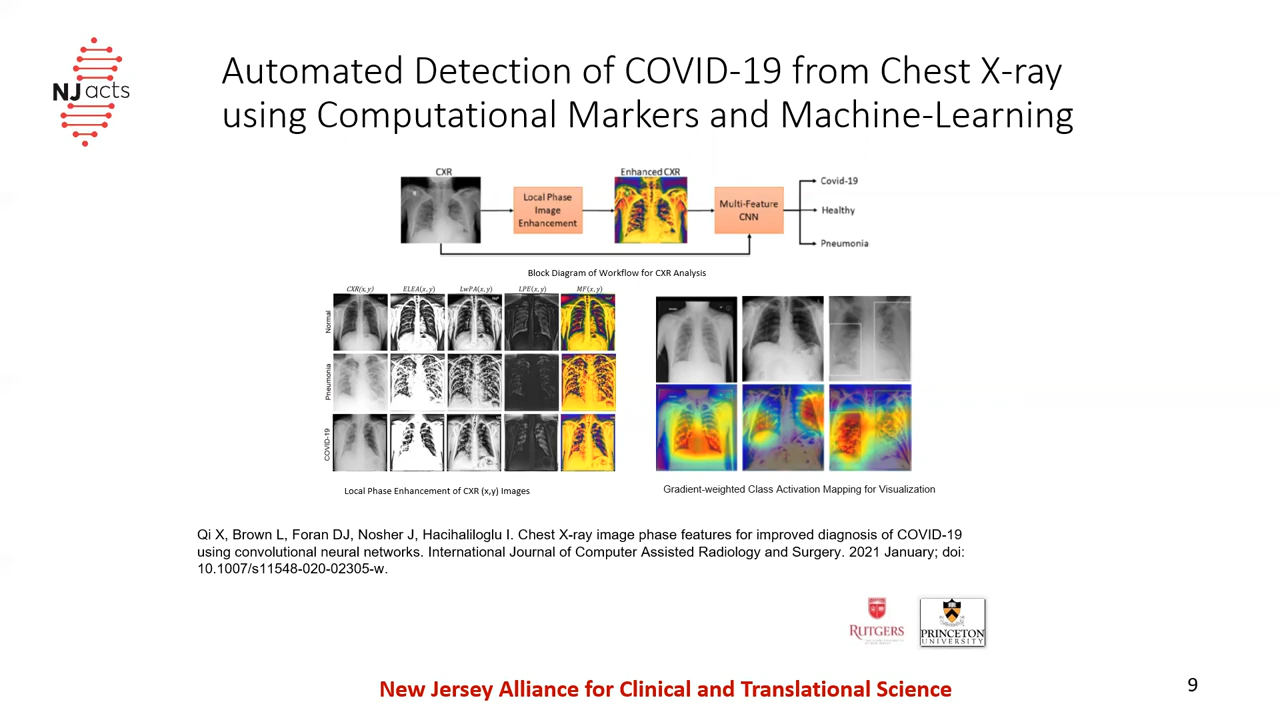 NJ acts
Automated Detection of COVID-19 from Chest X-ray
using Computational Markers and Machine-Learning
CXR
Enhanced CXR
Local Phase
Image
Enhancement
Multi-Feature
CNN
Covid-19
Healthy
Pneumonia
Block Diagram of Workflow for CXR Analysis
CXR(x,y) ELEA(x,y) LwPA(x,y) LPE(x,y) MF(x,y)
Normal
Pneumonia
COVID-19
Local Phase Enhancement of CXR (x,y) Images
Gradient-weighted Class Activation Mapping for Visualization
Qi X, Brown L, Foran DJ, Nosher J, Hacihaliloglu I. Chest X-ray image phase features for improved diagnosis of COVID-19
using convolutional neural networks. International Journal of Computer Assisted Radiology and Surgery. 2021 January; doi:
10.1007/s11548-020-02305-w.
RUTGERS
PRINCETON
UNIVERSITY
New Jersey Alliance for Clinical and Translational Science
9